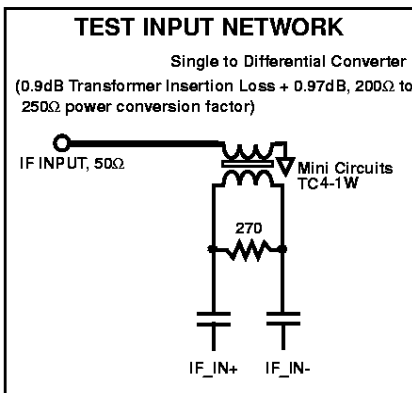 TEST INPUT NETWORK
Single to Differential Converter
(0.9dB Transformer Insertion Loss + 0.97dB, 200Ω to
250Ω power conversion factor)
IF INPUT, 50Ω
Mini Circuits
TC4-1W
270
IF_IN+ IF_IN-